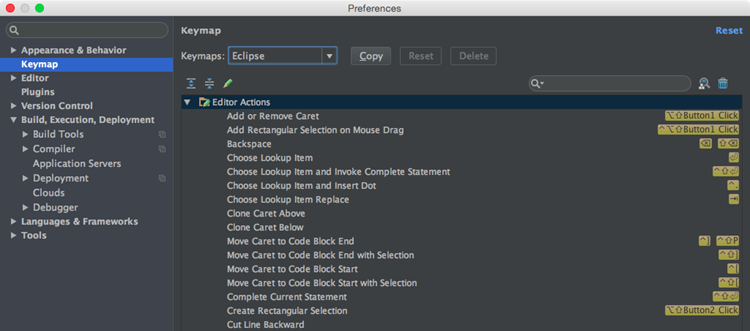 Preferences
Keymap
Reset
Keymaps:
Eclipse
Copy
Reset
Delete
Appearance & Behavior
Keymap
Editor
Plugins
Version Control
Build, Execution, Deployment
Build Tools
Compiler
Application Servers
Deployment
Clouds
Debugger
Languages & Frameworks
Tools
Editor Actions
Add or Remove Caret ⌥⇧Button1 Click
Add Rectangular Selection on Mouse Drag ^⌥⇧Button1 Click
Backspace ⌫ ⇧⌫
Choose Lookup Item ⏎
Choose Lookup Item and Invoke Complete Statement ^⇧⏎
Choose Lookup Item and Insert Dot ^.
Choose Lookup Item Replace ⇥
Clone Caret Above
Clone Caret Below
Move Caret to Code Block End ^] ^⇧P
Move Caret to Code Block End with Selection ^⇧]
Move Caret to Code Block Start ^[
Move Caret to Code Block Start with Selection ^⇧[
Complete Current Statement ^⇧⏎
Create Rectangular Selection ⌥⇧Button2 Click
Cut Line Backward